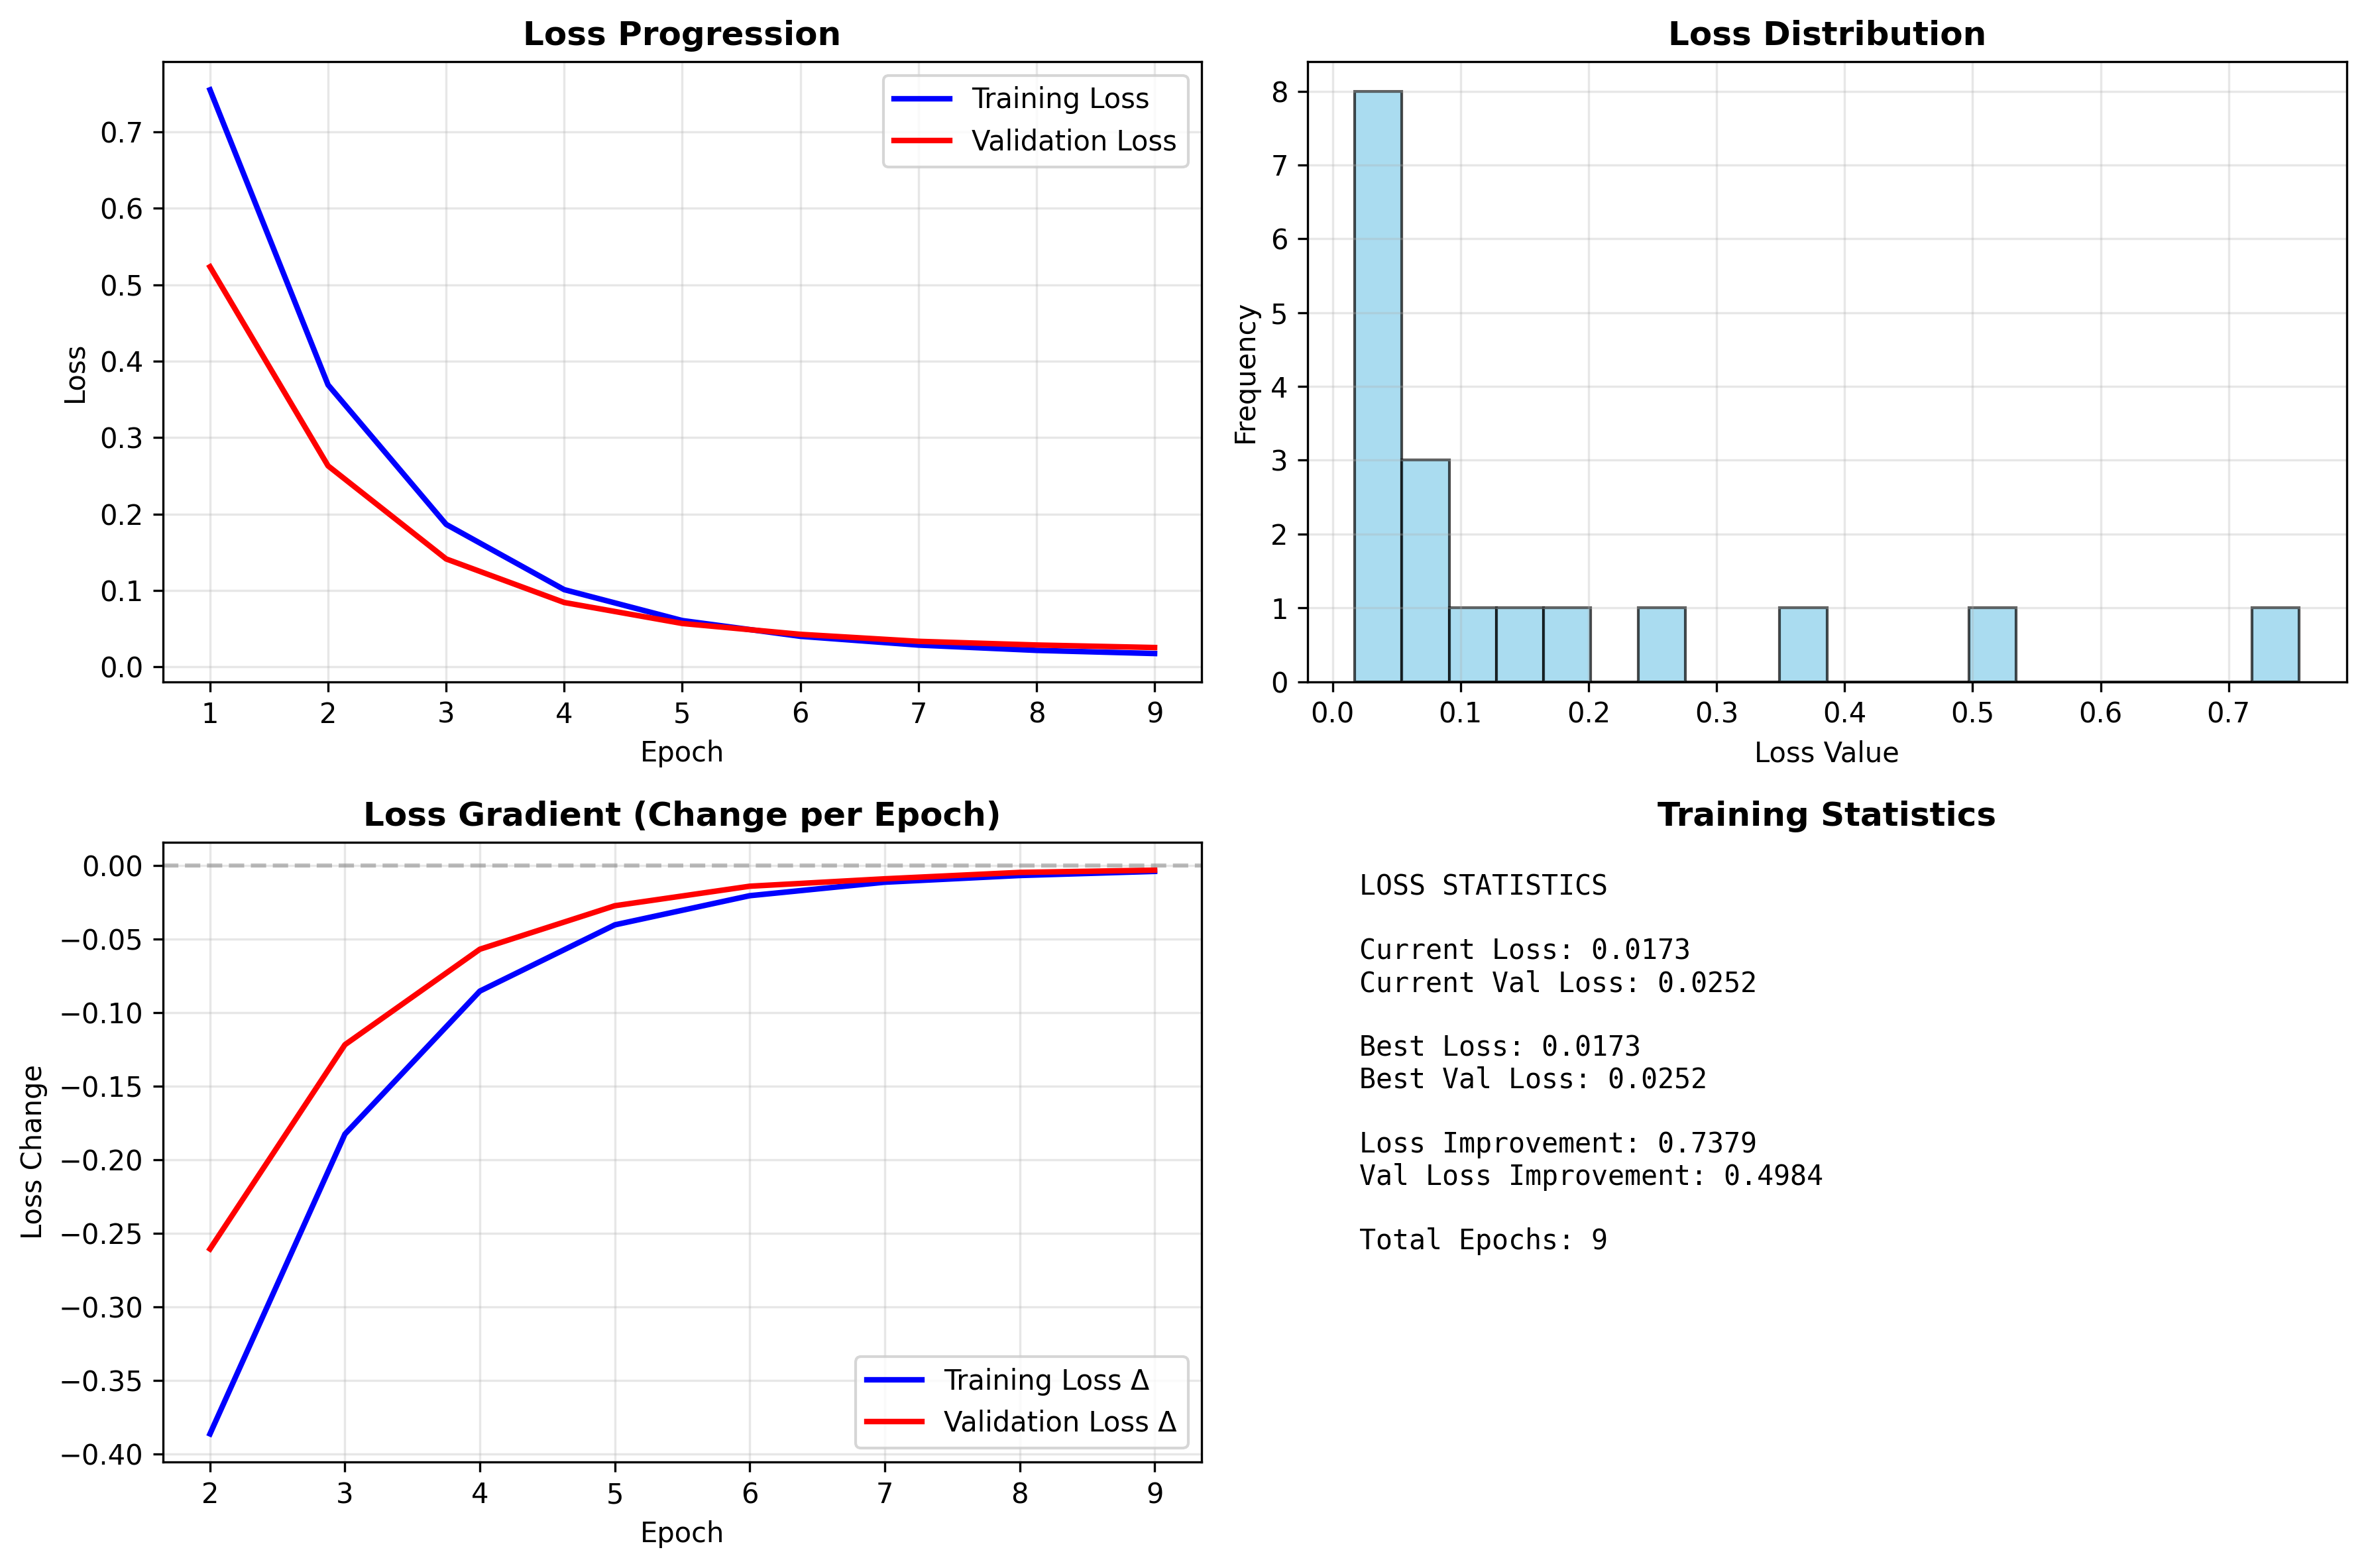 Loss Progression
Training Loss
Validation Loss
0.7
0.6
0.5
0.4
0.3
0.2
0.1
0.0
Loss
1 2 3 4 5 6 7 8 9
Epoch
Loss Distribution
8
7
6
5
4
3
2
1
0
Frequency
0.0 0.1 0.2 0.3 0.4 0.5 0.6 0.7
Loss Value
Loss Gradient (Change per Epoch)
0.00
−0.05
−0.10
−0.15
−0.20
−0.25
−0.30
−0.35
−0.40
Loss Change
Training Loss Δ
Validation Loss Δ
2 3 4 5 6 7 8 9
Epoch
Training Statistics
LOSS STATISTICS
Current Loss: 0.0173
Current Val Loss: 0.0252
Best Loss: 0.0173
Best Val Loss: 0.0252
Loss Improvement: 0.7379
Val Loss Improvement: 0.4984
Total Epochs: 9